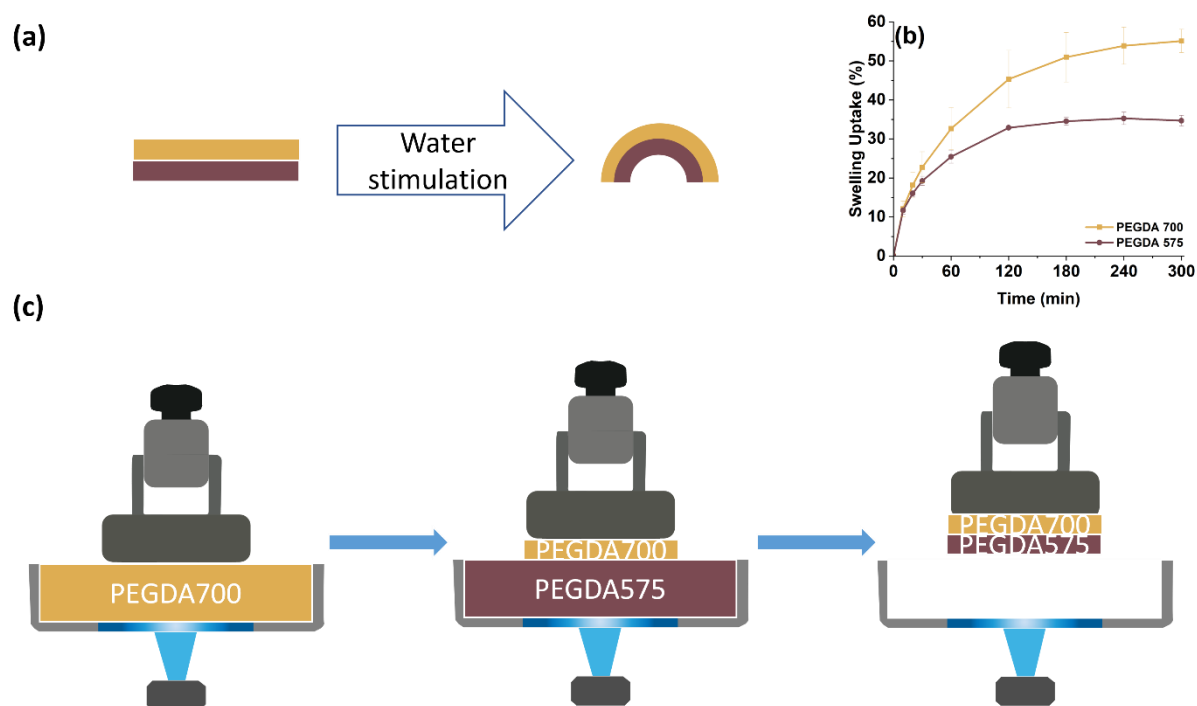 (a)
Water
stimulation
(b)
60
50
40
30
20
10
0
Swelling Uptake (%)
PEGDA 700
PEGDA 575
0 60 120 180 240 300
Time (min)
(c)
PEGDA700
PEGDA700
PEGDA575
PEGDA700
PEGDA575